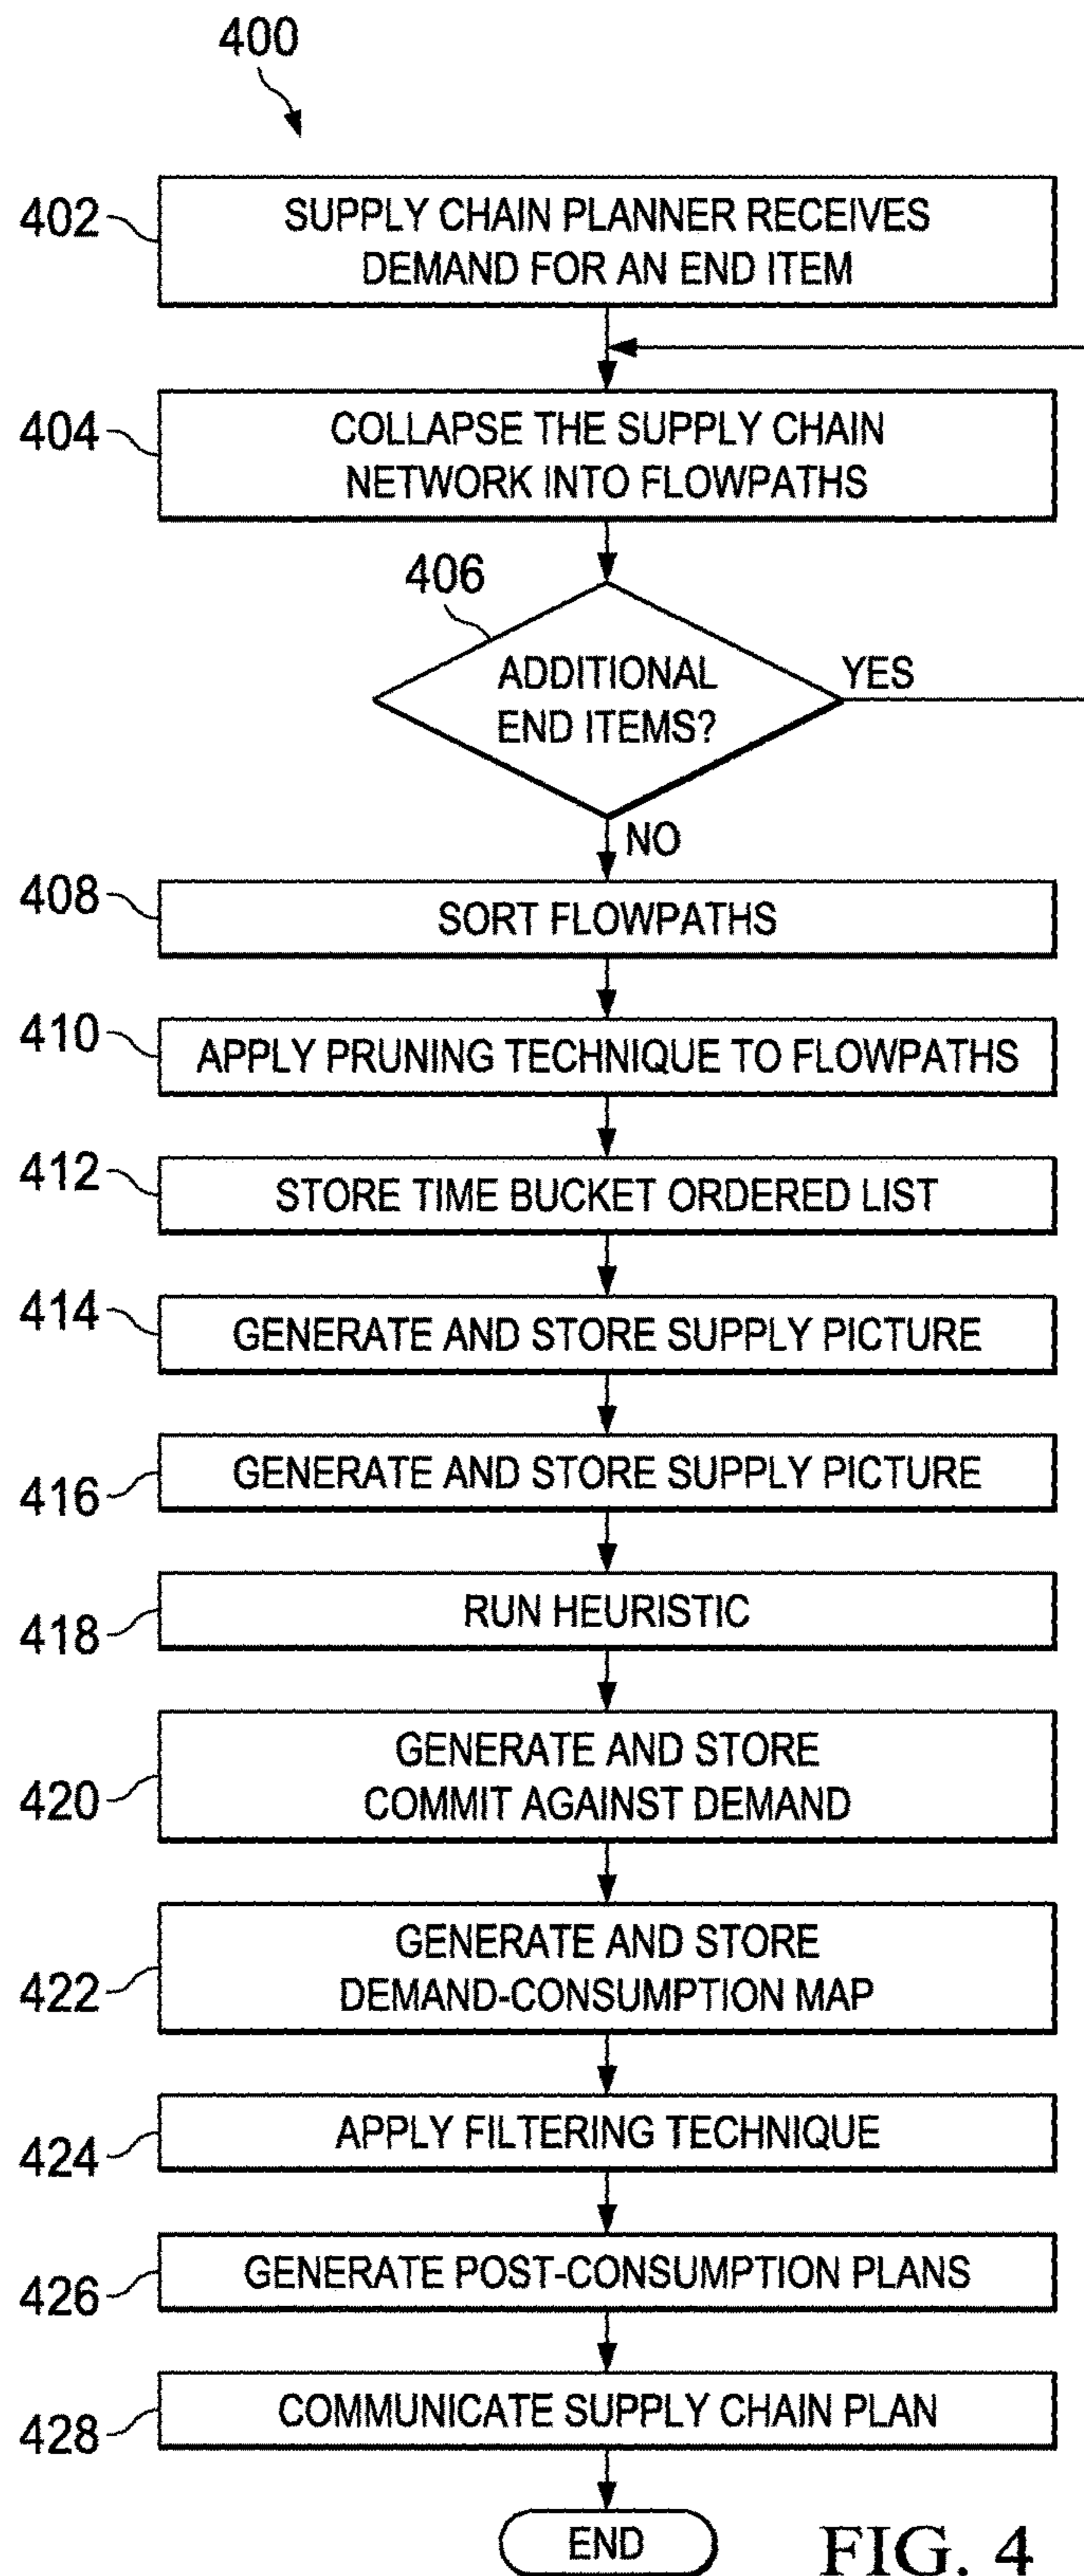 400
402
SUPPLY CHAIN PLANNER RECEIVES
DEMAND FOR AN END ITEM
404
COLLAPSE THE SUPPLY CHAIN
NETWORK INTO FLOWPATHS
406
ADDITIONAL
END ITEMS?
YES
NO
408
SORT FLOWPATHS
410
APPLY PRUNING TECHNIQUE TO FLOWPATHS
412
STORE TIME BUCKET ORDERED LIST
414
GENERATE AND STORE SUPPLY PICTURE
416
GENERATE AND STORE SUPPLY PICTURE
418
RUN HEURISTIC
420
GENERATE AND STORE
COMMIT AGAINST DEMAND
422
GENERATE AND STORE
DEMAND-CONSUMPTION MAP
424
APPLY FILTERING TECHNIQUE
426
GENERATE POST-CONSUMPTION PLANS
428
COMMUNICATE SUPPLY CHAIN PLAN
END
FIG. 4